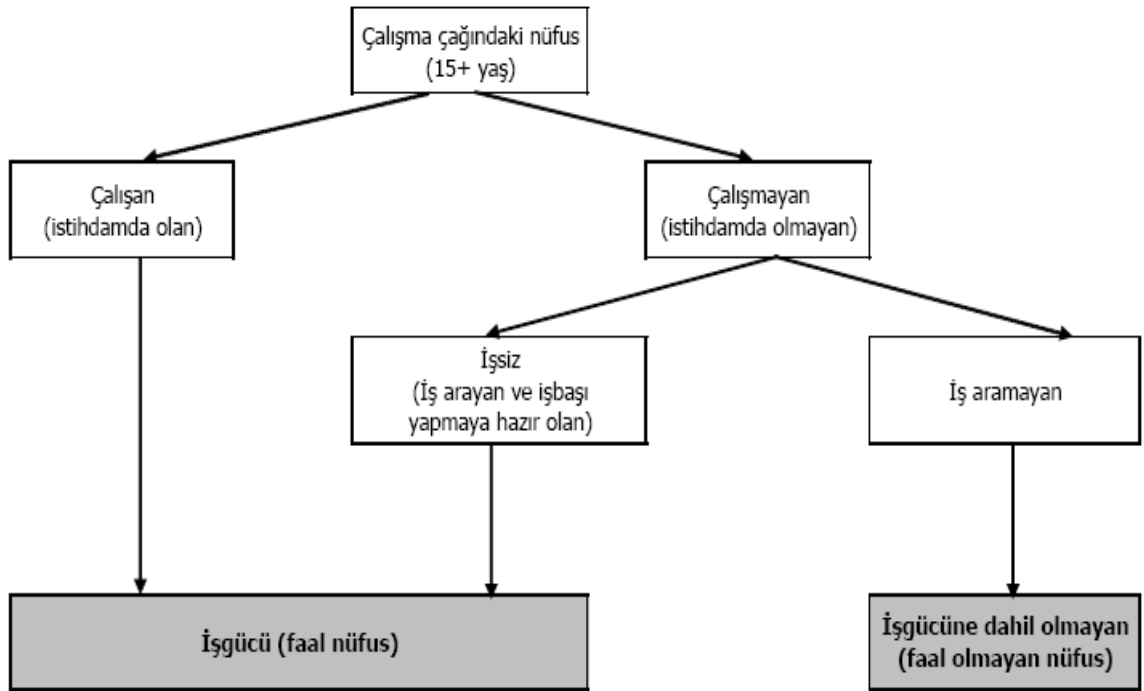 Çalışma çağındaki nüfus
(15+ yaş)
Çalışan
(istihdamda olan)
Çalışmayan
(istihdamda olmayan)
İşsiz
(İş arayan ve işbaşı
yapmaya hazır olan)
İş aramayan
İşgücü (faal nüfus)
İşgücüne dahil olmayan
(faal olmayan nüfus)